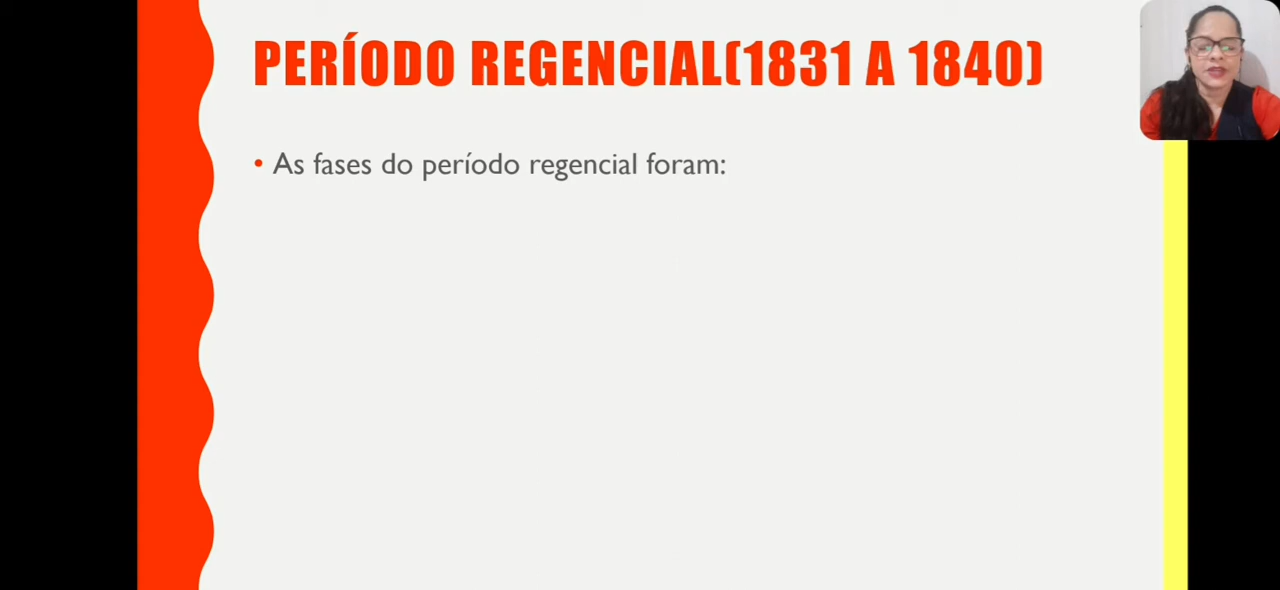 PERÍODO REGENCIAL(1831 A 1840)
• As fases do período regencial foram: